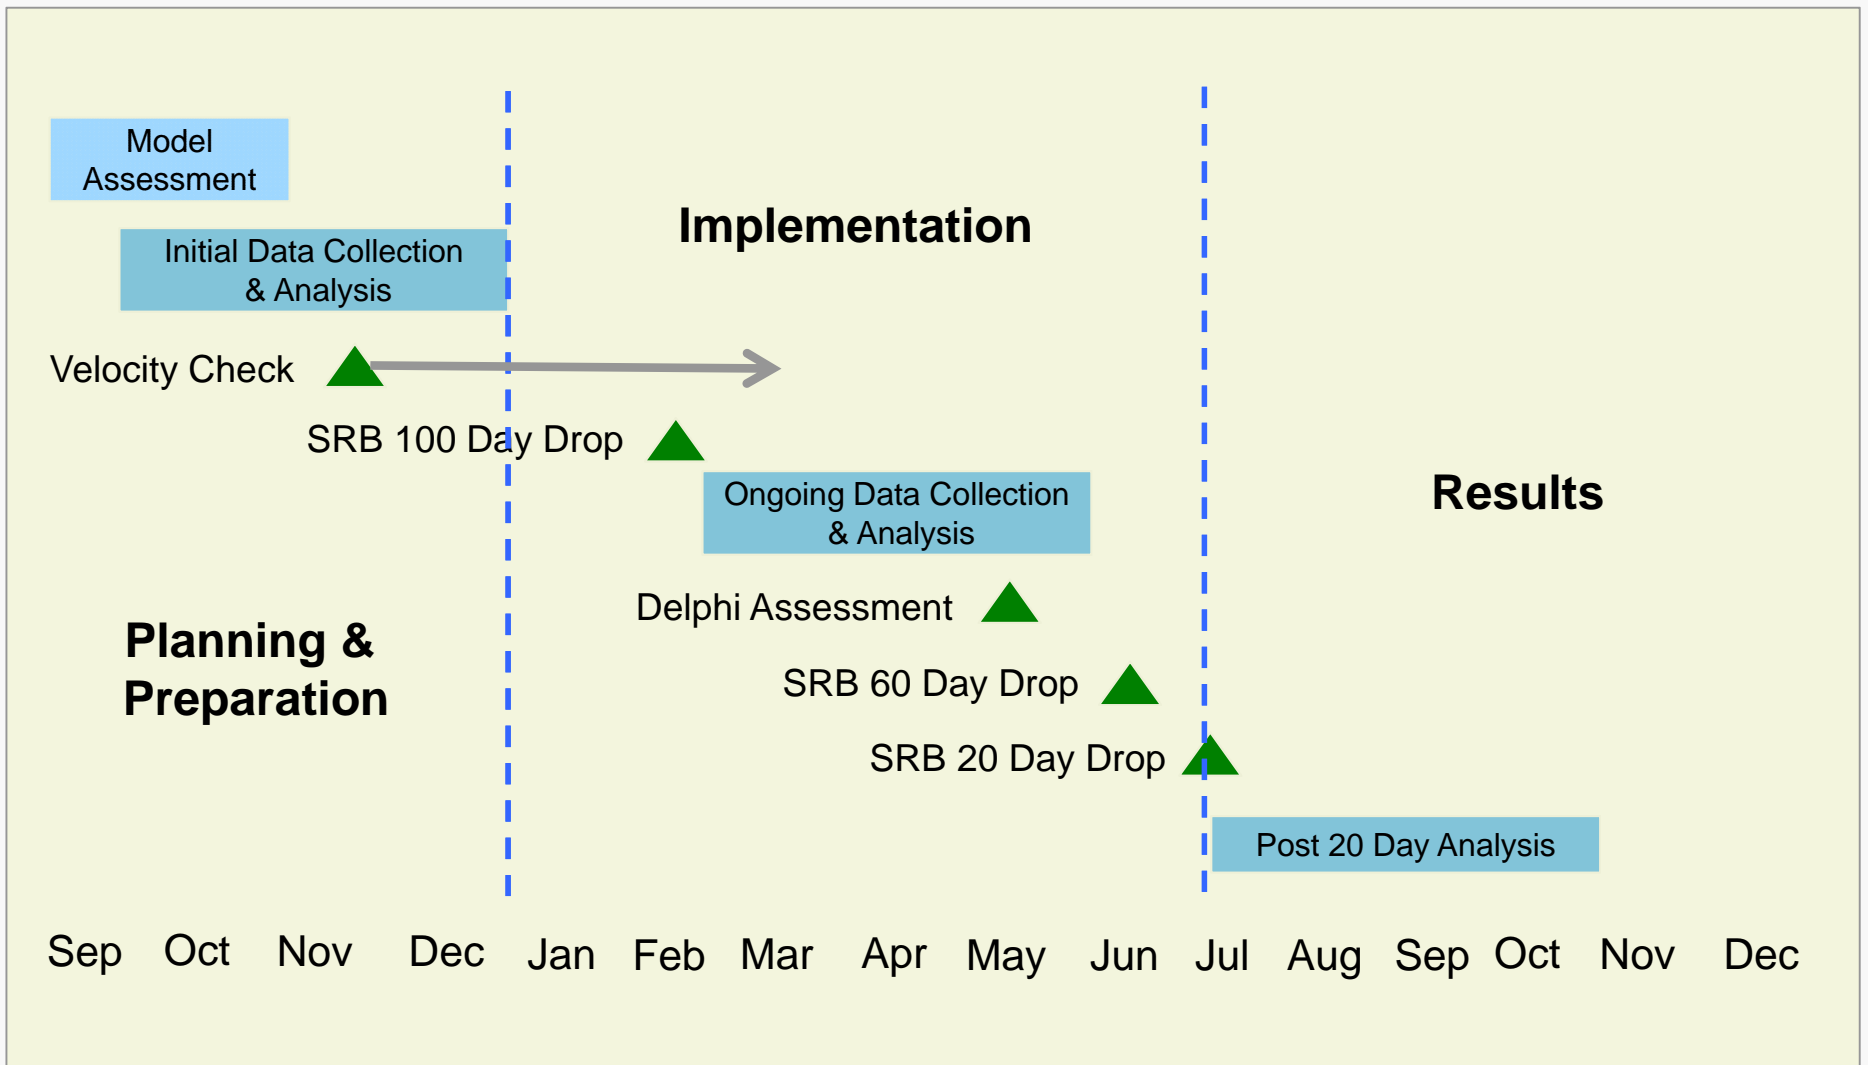 Model
Assessment
Implementation
Initial Data Collection
& Analysis
Velocity Check
SRB 100 Day Drop
Ongoing Data Collection
& Analysis
Results
Delphi Assessment
Planning &
Preparation
SRB 60 Day Drop
SRB 20 Day Drop
Post 20 Day Analysis
Sep Oct Nov Dec Jan Feb Mar Apr May Jun Jul Aug Sep Oct Nov Dec